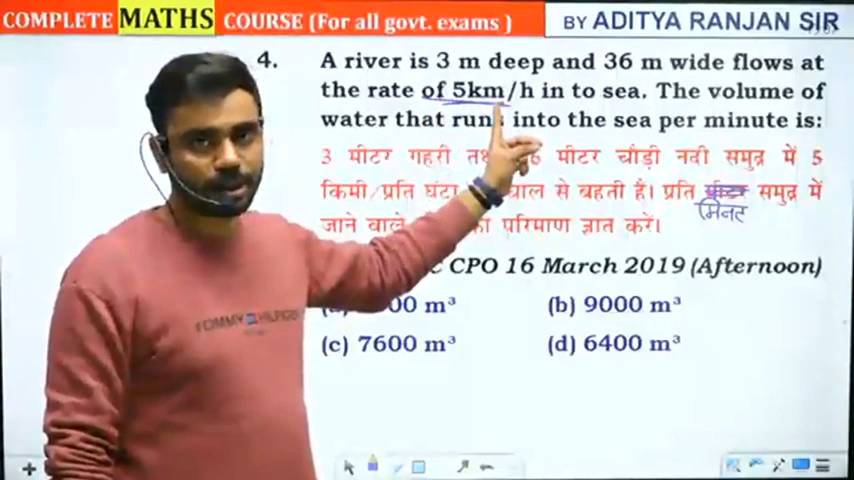 COMPLETE MATHS COURSE (For all govt. exams )
BY ADITYA RANJAN SIR
4. A river is 3 m deep and 36 m wide flows at
the rate of 5km/h in to sea. The volume of
water that runs into the sea per minute is:
3 मीटर गहरी मीटर चौड़ी नदी समुद्र में 5
किमी/प्रति घंटा चाल से बहती है। प्रति मीटर समुद्र में
मिनट
जाने वाले का परिमाण ज्ञात करें।
CPO 16 March 2019 (Afternoon)
m³ (b) 9000 m³
(c) 7600 m³ (d) 6400 m³
TOMMY HILFIGER